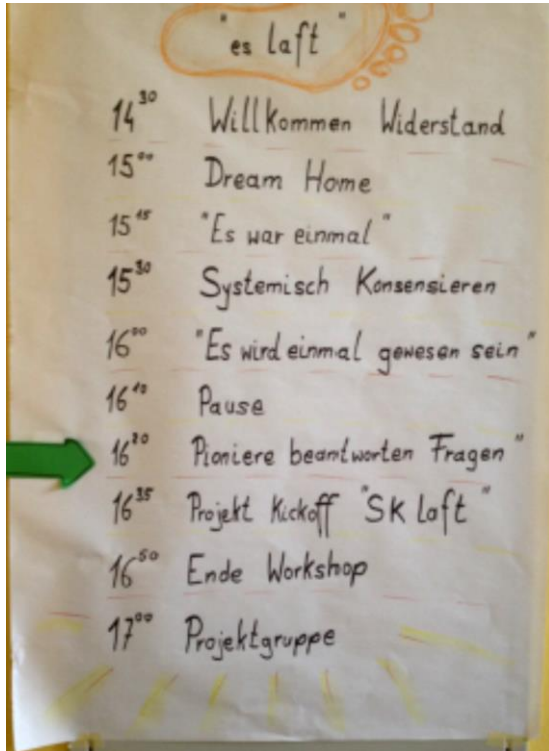 "es laft"
14³⁰ Willkommen Widerstand
15⁰⁰ Dream Home
15¹⁵ "Es war einmal"
15³⁰ Systemisch Konsensieren
16⁰⁰ "Es wird einmal gewesen sein"
16¹⁰ Pause
16²⁰ Pioniere beantworten Fragen"
16³⁵ Projekt Kickoff "SK laft"
16⁵⁰ Ende Workshop
17⁰⁰ Projektgruppe